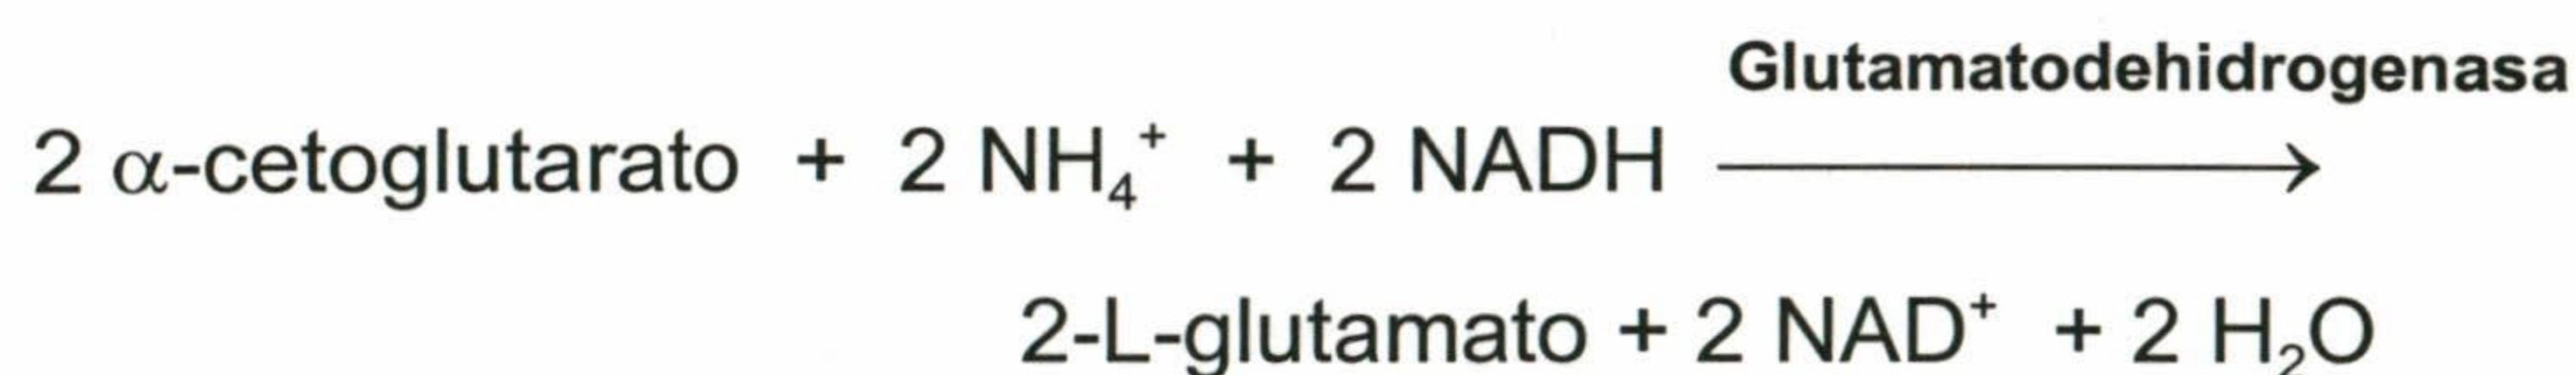 Glutamatodehidrogenasa
2 α-cetoglutarato + 2 NH₄⁺ + 2 NADH ⟶
2-L-glutamato + 2 NAD⁺ + 2 H₂O